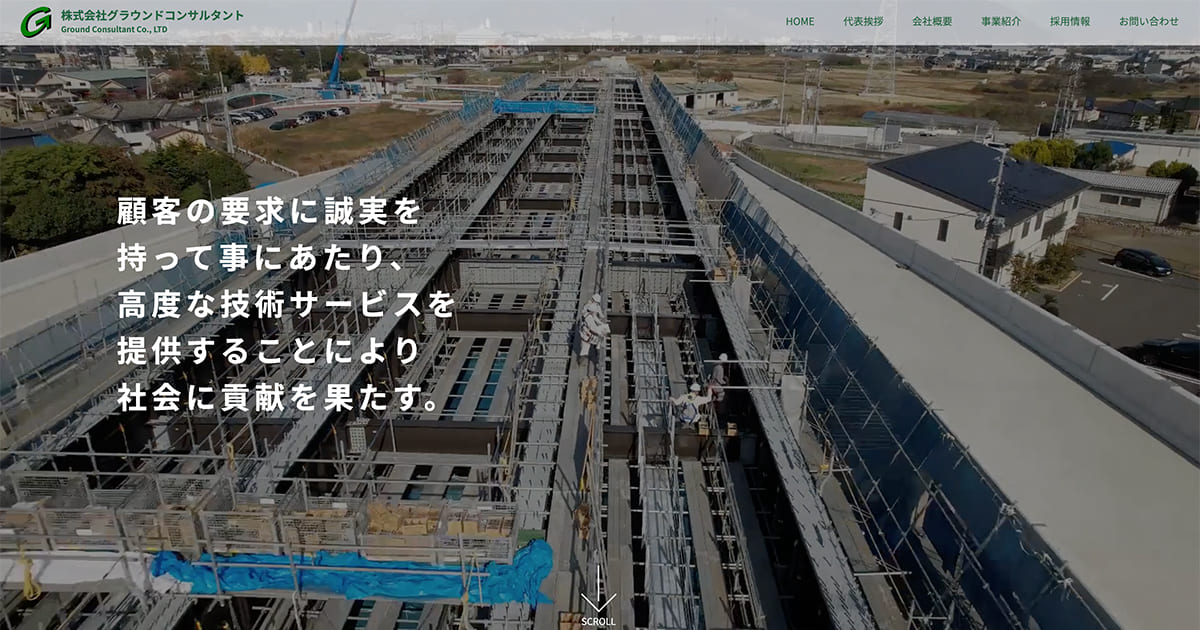 株式会社グラウンドコンサルタント
Ground Consultant Co., LTD
HOME 代表挨拶 会社概要 事業紹介 採用情報 お問い合わせ
顧客の要求に誠実を
持って事にあたり、
高度な技術サービスを
提供することにより
社会に貢献を果たす。
SCROLL